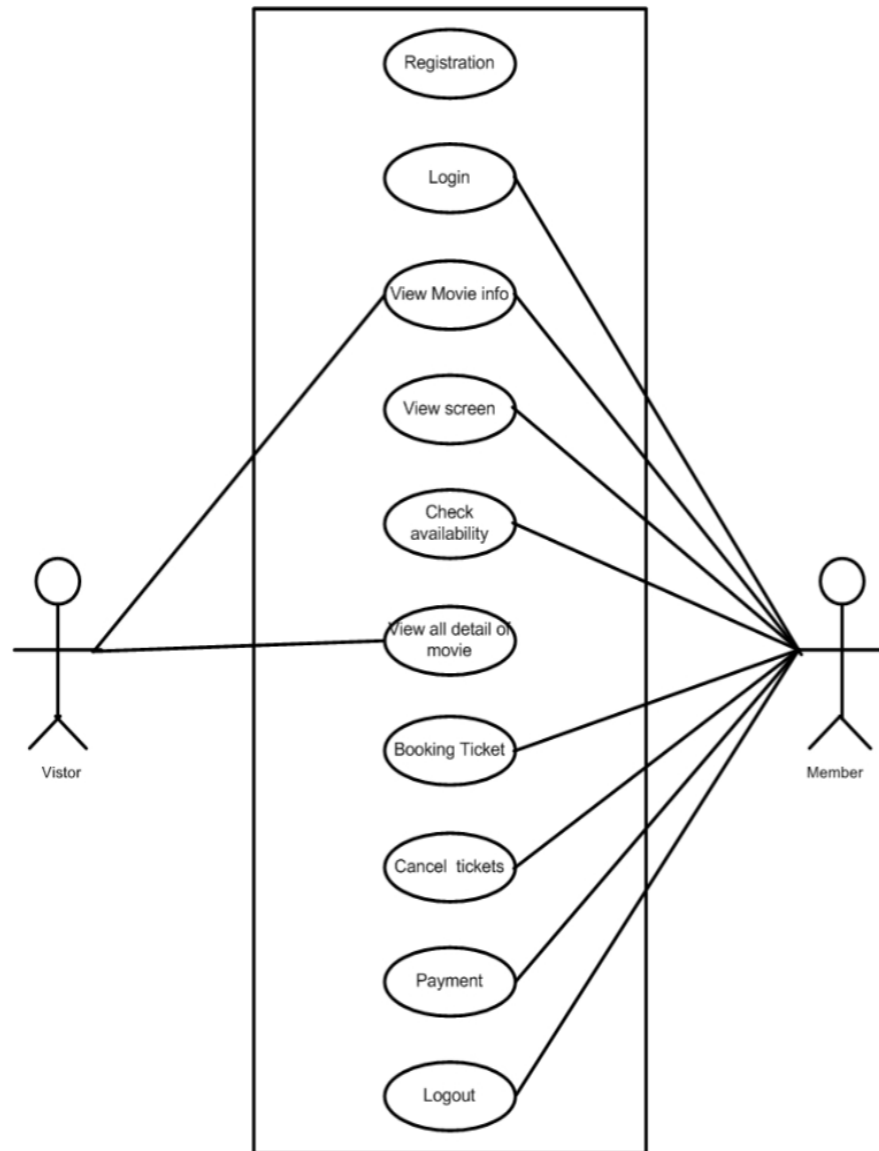 Registration
Login
View Movie info
View screen
Check
availability
View all detail of
movie
Booking Ticket
Cancel tickets
Payment
Logout
Vistor
Member